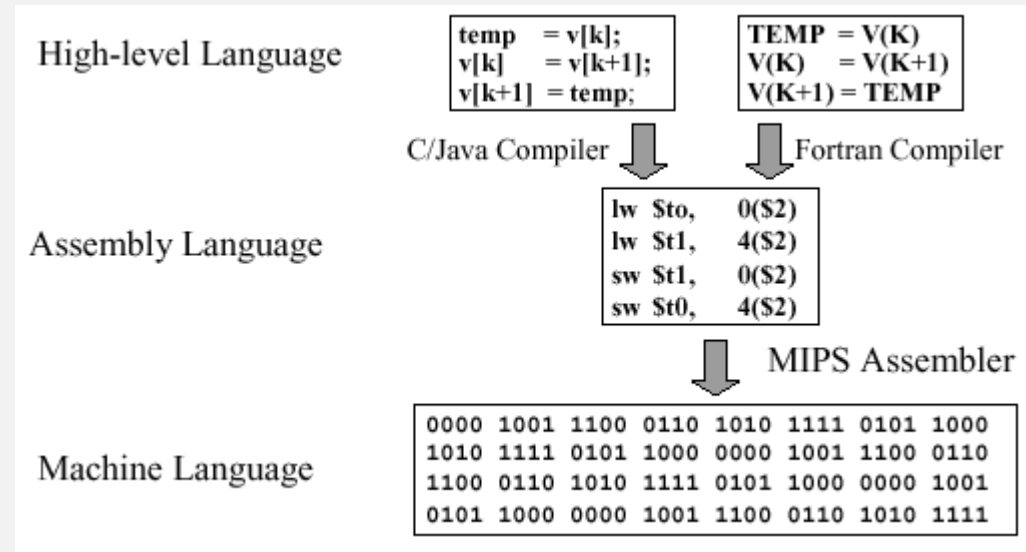 High-level Language
temp = v[k];
v[k] = v[k+1];
v[k+1] = temp;
TEMP = V(K)
V(K) = V(K+1)
V(K+1) = TEMP
C/Java Compiler
Fortran Compiler
Assembly Language
lw $to, 0($2)
lw $t1, 4($2)
sw $t1, 0($2)
sw $t0, 4($2)
MIPS Assembler
Machine Language
0000 1001 1100 0110 1010 1111 0101 1000
1010 1111 0101 1000 0000 1001 1100 0110
1100 0110 1010 1111 0101 1000 0000 1001
0101 1000 0000 1001 1100 0110 1010 1111